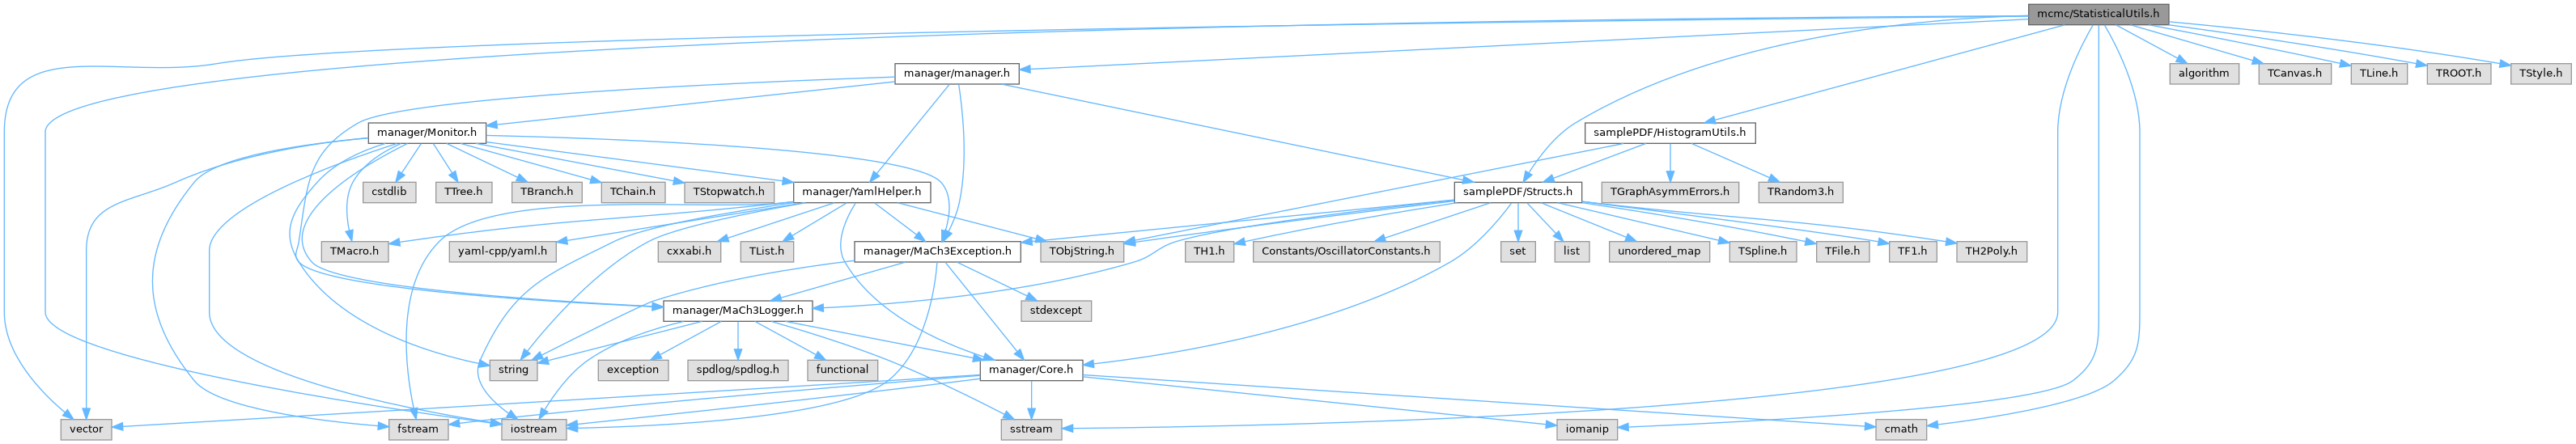 mcmc/StatisticalUtils.h
manager/manager.h
algorithm
TCanvas.h
TLine.h
TROOT.h
TStyle.h
manager/Monitor.h
samplePDF/HistogramUtils.h
cstdlib
TTree.h
TBranch.h
TChain.h
TStopwatch.h
manager/YamlHelper.h
samplePDF/Structs.h
TGraphAsymmErrors.h
TRandom3.h
TMacro.h
yaml-cpp/yaml.h
cxxabi.h
TList.h
manager/MaCh3Exception.h
TObjString.h
TH1.h
Constants/OscillatorConstants.h
set
list
unordered_map
TSpline.h
TFile.h
TF1.h
TH2Poly.h
manager/MaCh3Logger.h
stdexcept
string
exception
spdlog/spdlog.h
functional
manager/Core.h
vector
fstream
iostream
sstream
iomanip
cmath